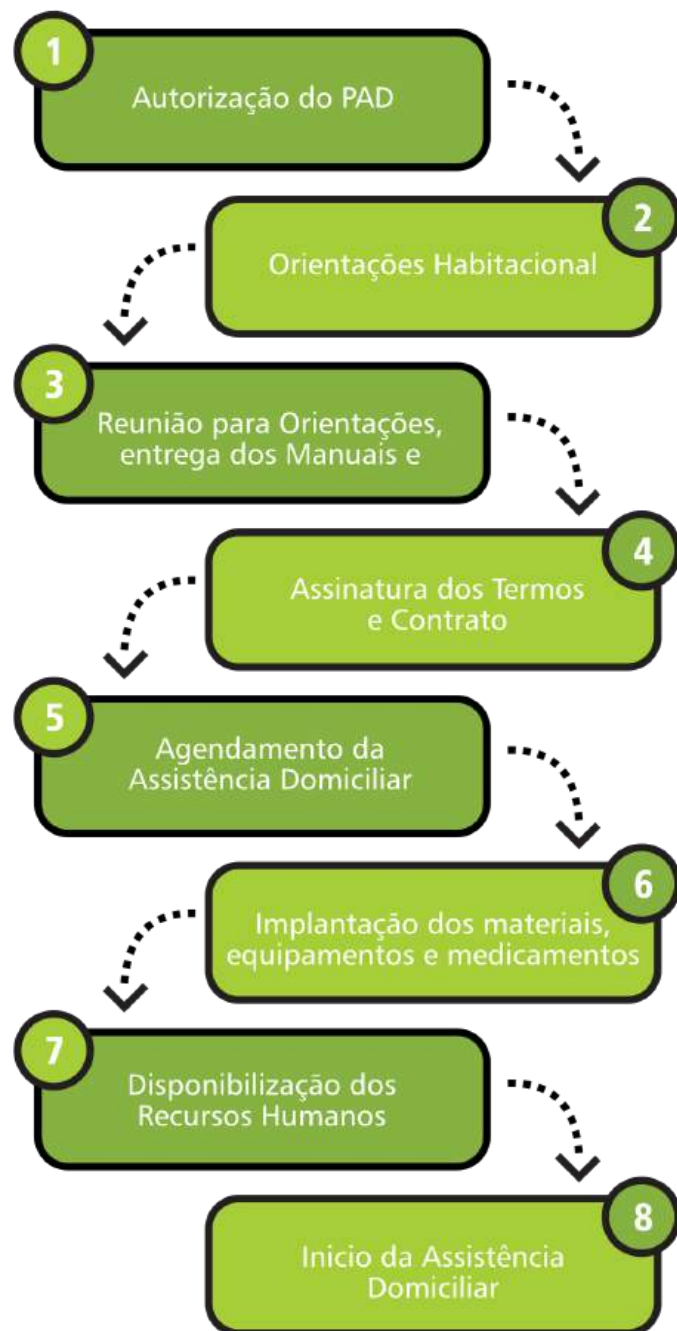 1
Autorização do PAD
2
Orientações Habitacional
3
Reunião para Orientações,
entrega dos Manuais e
4
Assinatura dos Termos
e Contrato
5
Agendamento da
Assistência Domiciliar
6
Implantação dos materiais,
equipamentos e medicamentos
7
Disponibilização dos
Recursos Humanos
8
Inicio da Assistência
Domiciliar